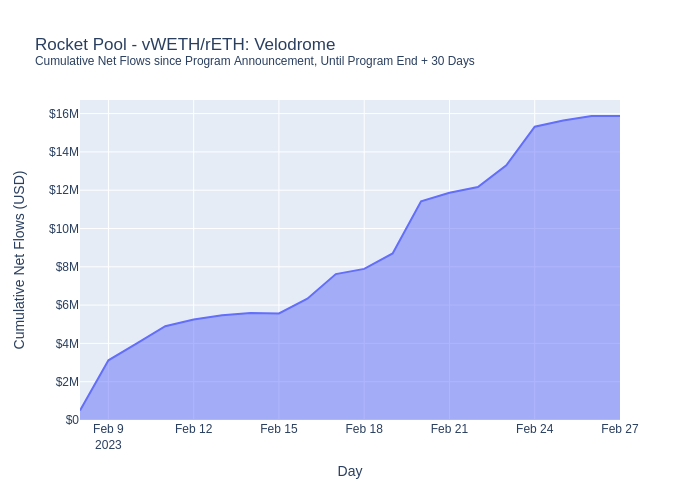 Rocket Pool - vWETH/rETH: Velodrome
Cumulative Net Flows since Program Announcement, Until Program End + 30 Days
Cumulative Net Flows (USD)
$16M
$14M
$12M
$10M
$8M
$6M
$4M
$2M
$0
Feb 9 Feb 12 Feb 15 Feb 18 Feb 21 Feb 24 Feb 27
2023
Day